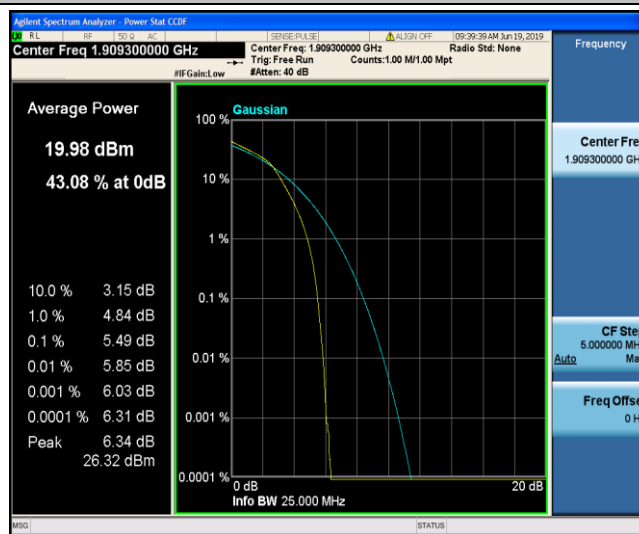 Agilent Spectrum Analyzer - Power Stat CCDF
RL RF 50 Ω AC SENSE:PULSE ALIGN OFF 09:39:39 AM Jun 19, 2019
Center Freq 1.909300000 GHz
Center Freq: 1.909300000 GHz Radio Std: None
Trig: Free Run Counts:1.00 M/1.00 Mpt
#IFGain:Low #Atten: 40 dB
Frequency
Average Power
19.98 dBm
43.08 % at 0dB
10.0 % 3.15 dB
1.0 % 4.84 dB
0.1 % 5.49 dB
0.01 % 5.85 dB
0.001 % 6.03 dB
0.0001 % 6.31 dB
Peak 6.34 dB
26.32 dBm
Gaussian
100 %
10 %
1 %
0.1 %
0.01 %
0.001 %
0.0001 %
0 dB 20 dB
Info BW 25.000 MHz
Center Fre
1.909300000 GH
CF Ste
5.000000 MH
Auto Ma
Freq Offse
0 H
MSG STATUS